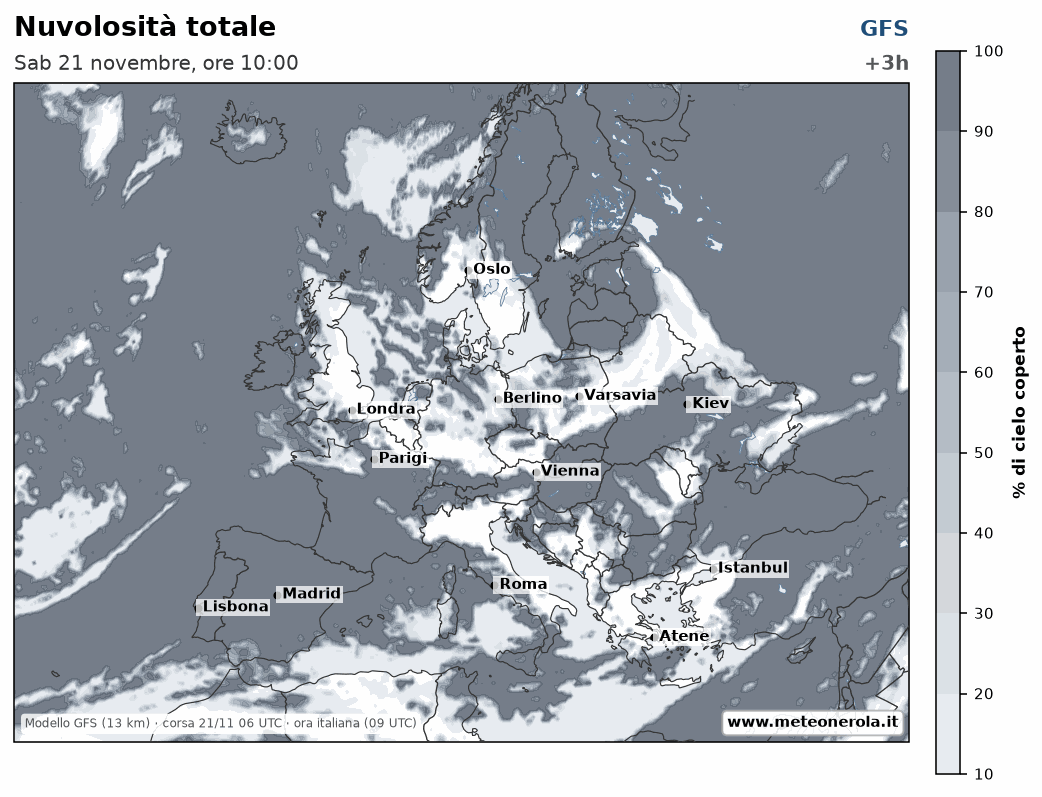 Nuvolosità totale
GFS
Sab 21 novembre, ore 10:00
+3h
100
90
80
70
60
50
40
30
20
10
% di cielo coperto
Oslo
Londra
Berlino
Varsavia
Kiev
Parigi
Vienna
Istanbul
Roma
Madrid
Lisbona
Atene
Modello GFS (13 km) · corsa 21/11 06 UTC · ora italiana (09 UTC)
www.meteonerola.it